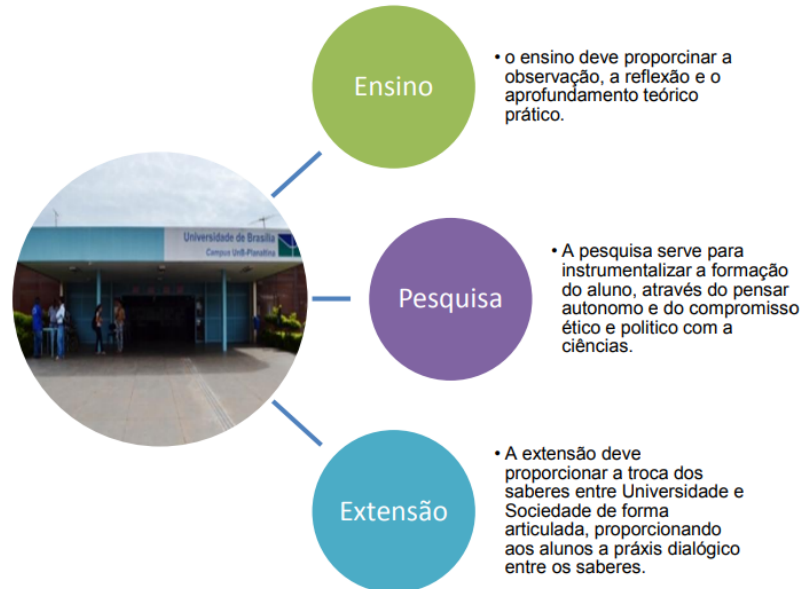 Ensino
• o ensino deve proporcinar a
observação, a reflexão e o
aprofundamento teórico
prático.
Universidade de Brasília
Campus UnB-Planaltina
Pesquisa
• A pesquisa serve para
instrumentalizar a formação
do aluno, através do pensar
autonomo e do compromisso
ético e politico com a
ciências.
Extensão
• A extensão deve
proporcionar a troca dos
saberes entre Universidade e
Sociedade de forma
articulada, proporcionando
aos alunos a práxis dialógico
entre os saberes.